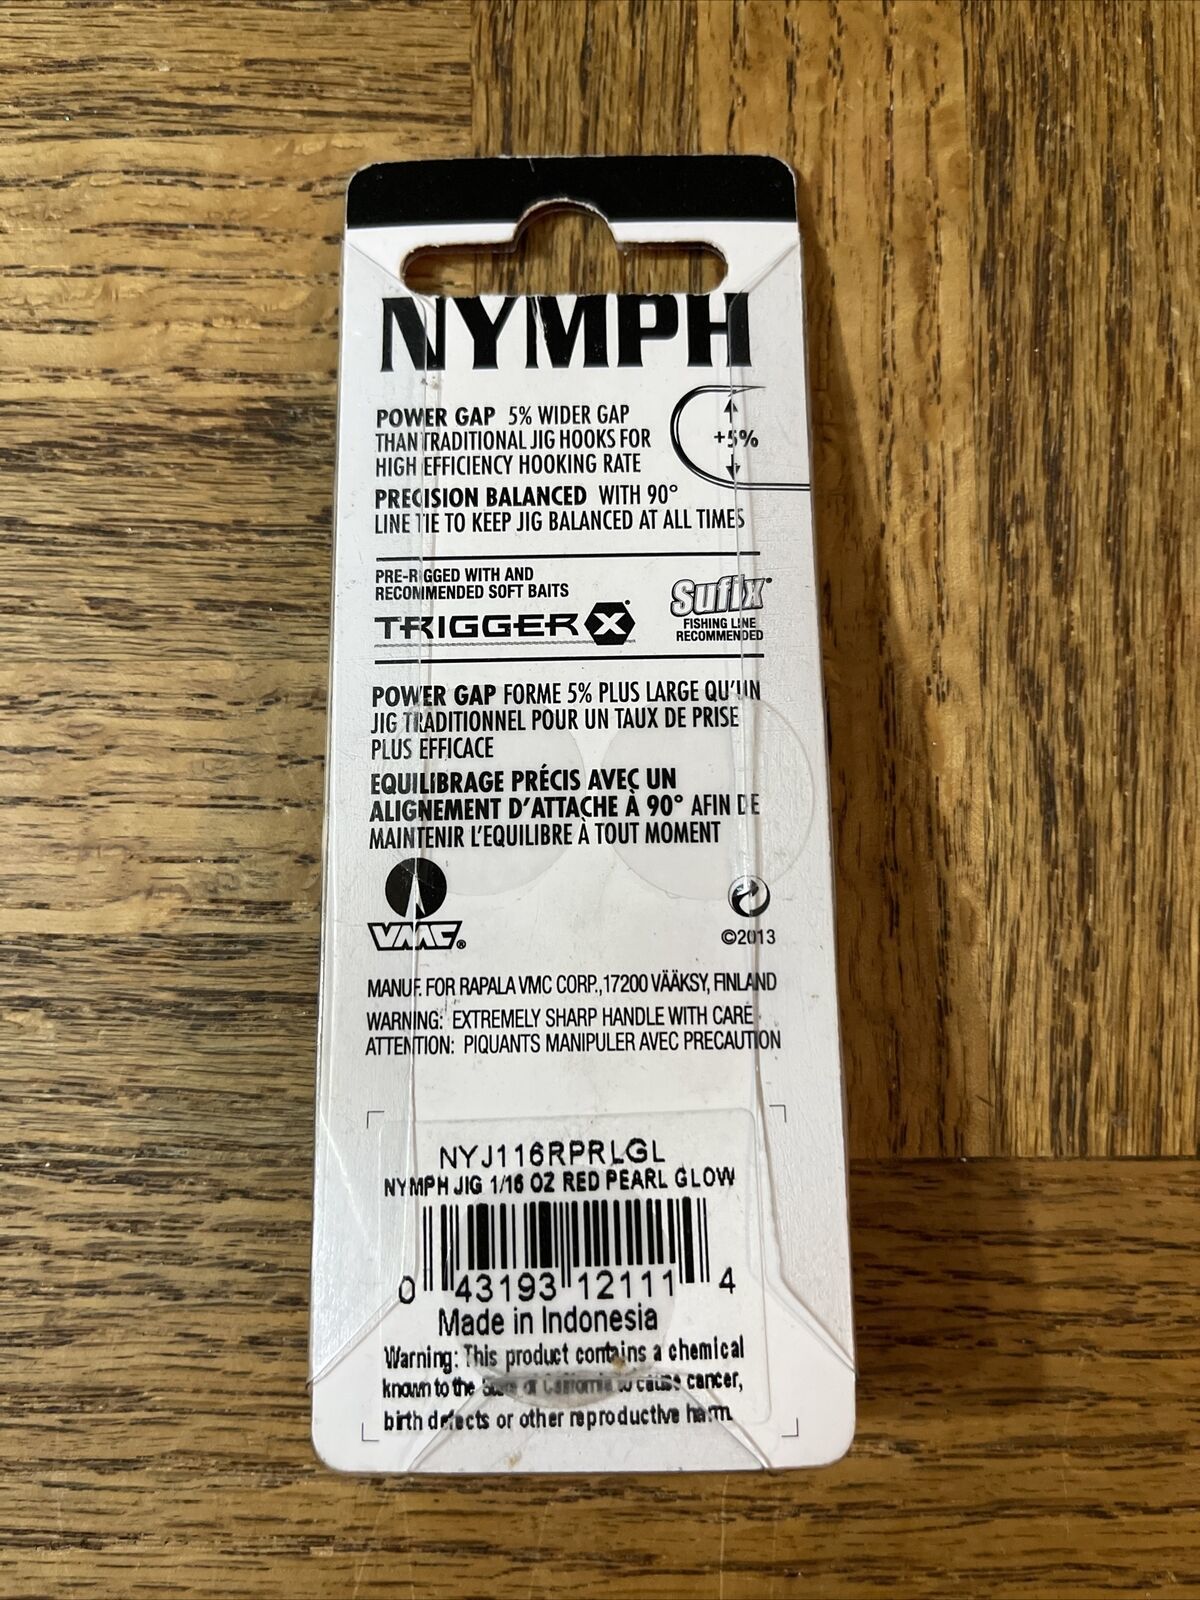 NYMPH
POWER GAP 5% WIDER GAP
THAN TRADITIONAL JIG HOOKS FOR
HIGH EFFICIENCY HOOKING RATE
+5%
PRECISION BALANCED WITH 90°
LINE TIE TO KEEP JIG BALANCED AT ALL TIMES
PRE-RIGGED WITH AND
RECOMMENDED SOFT BAITS
TRIGGER X
Sufix
FISHING LINE
RECOMMENDED
POWER GAP FORME 5% PLUS LARGE QU'UN
JIG TRADITIONNEL POUR UN TAUX DE PRISE
PLUS EFFICACE
EQUILIBRAGE PRÉCIS AVEC UN
ALIGNEMENT D'ATTACHE À 90° AFIN DE
MAINTENIR L'EQUILIBRE À TOUT MOMENT
VMC®
©2013
MANUF. FOR RAPALA VMC CORP.,17200 VÄÄKSY, FINLAND
WARNING: EXTREMELY SHARP HANDLE WITH CARE
ATTENTION: PIQUANTS MANIPULER AVEC PRECAUTION
NYJ116RPRLGL
NYMPH JIG 1/16 OZ RED PEARL GLOW
0 43193 12111 4
Made in Indonesia
Warning: This product contains a chemical
known to the State of California to cause cancer,
birth defects or other reproductive harm.